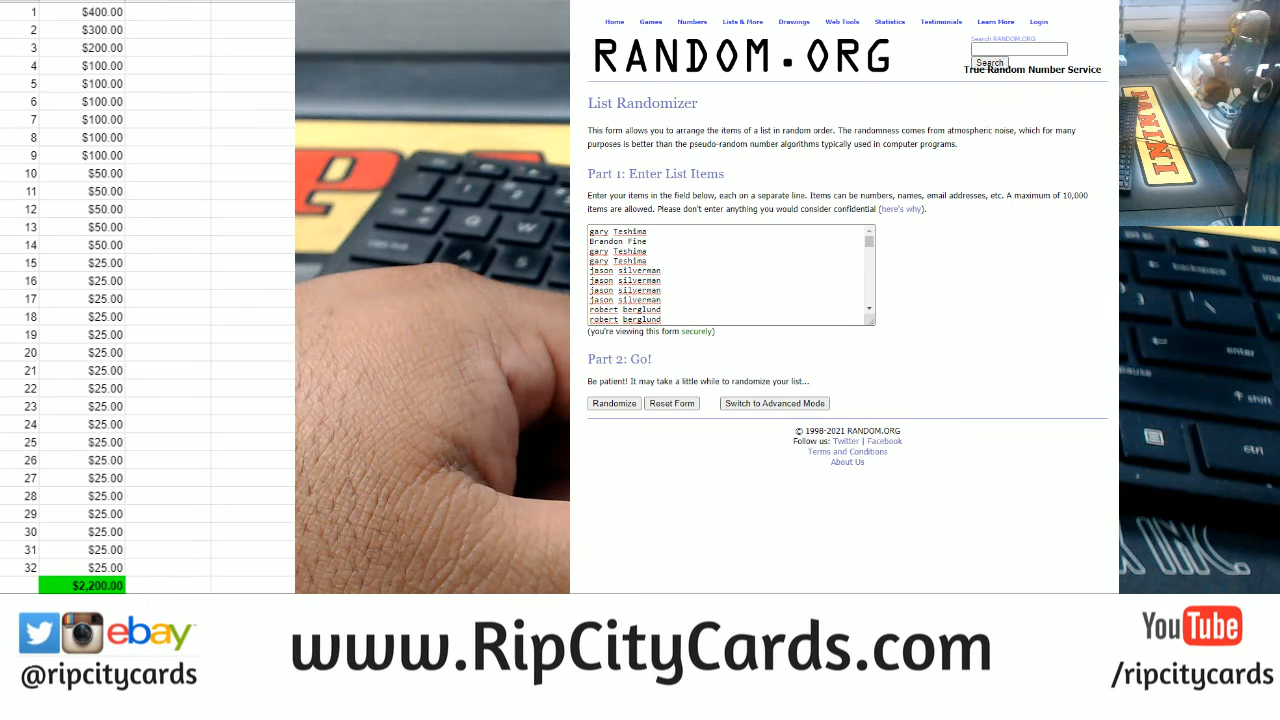 1 $400.00
2 $300.00
3 $200.00
4 $100.00
5 $100.00
6 $100.00
7 $100.00
8 $100.00
9 $100.00
10 $50.00
11 $50.00
12 $50.00
13 $50.00
14 $50.00
15 $25.00
16 $25.00
17 $25.00
18 $25.00
19 $25.00
20 $25.00
21 $25.00
22 $25.00
23 $25.00
24 $25.00
25 $25.00
26 $25.00
27 $25.00
28 $25.00
29 $25.00
30 $25.00
31 $25.00
32 $25.00
$2,200.00
Home Games Numbers Lists & More Drawings Web Tools Statistics Testimonials Learn More Login
RANDOM.ORG
Search RANDOM.ORG
Search
True Random Number Service
List Randomizer
This form allows you to arrange the items of a list in random order. The randomness comes from atmospheric noise, which for many
purposes is better than the pseudo-random number algorithms typically used in computer programs.
Part 1: Enter List Items
Enter your items in the field below, each on a separate line. Items can be numbers, names, email addresses, etc. A maximum of 10,000
items are allowed. Please don't enter anything you would consider confidential (here's why).
gary Teshima
Brandon Fine
gary Teshima
gary Teshima
jason silverman
jason silverman
jason silverman
jason silverman
robert berglund
robert berglund
(you're viewing this form securely)
Part 2: Go!
Be patient! It may take a little while to randomize your list...
Randomize Reset Form Switch to Advanced Mode
© 1998-2021 RANDOM.ORG
Follow us: Twitter | Facebook
Terms and Conditions
About Us
PANINI
backspace
enter
Pause
shift
ctrl
ebay
@ripcitycards
www.RipCityCards.com
YouTube
/ripcitycards